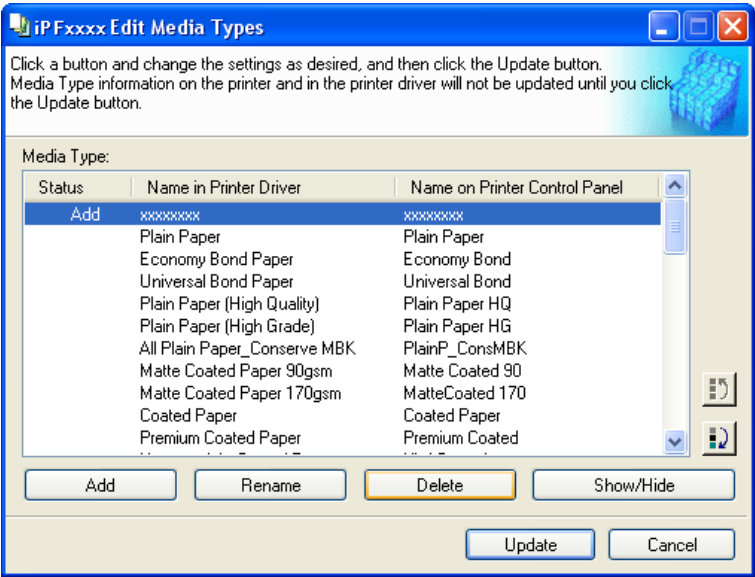 iPFxxxx Edit Media Types
Click a button and change the settings as desired, and then click the Update button.
Media Type information on the printer and in the printer driver will not be updated until you click
the Update button.
Media Type:
Status Name in Printer Driver Name on Printer Control Panel
Add xxxxxxxx xxxxxxxx
Plain Paper Plain Paper
Economy Bond Paper Economy Bond
Universal Bond Paper Universal Bond
Plain Paper (High Quality) Plain Paper HQ
Plain Paper (High Grade) Plain Paper HG
All Plain Paper_Conserve MBK PlainP_ConsMBK
Matte Coated Paper 90gsm Matte Coated 90
Matte Coated Paper 170gsm MatteCoated 170
Coated Paper Coated Paper
Premium Coated Paper Premium Coated
Add Rename Delete Show/Hide
Update Cancel